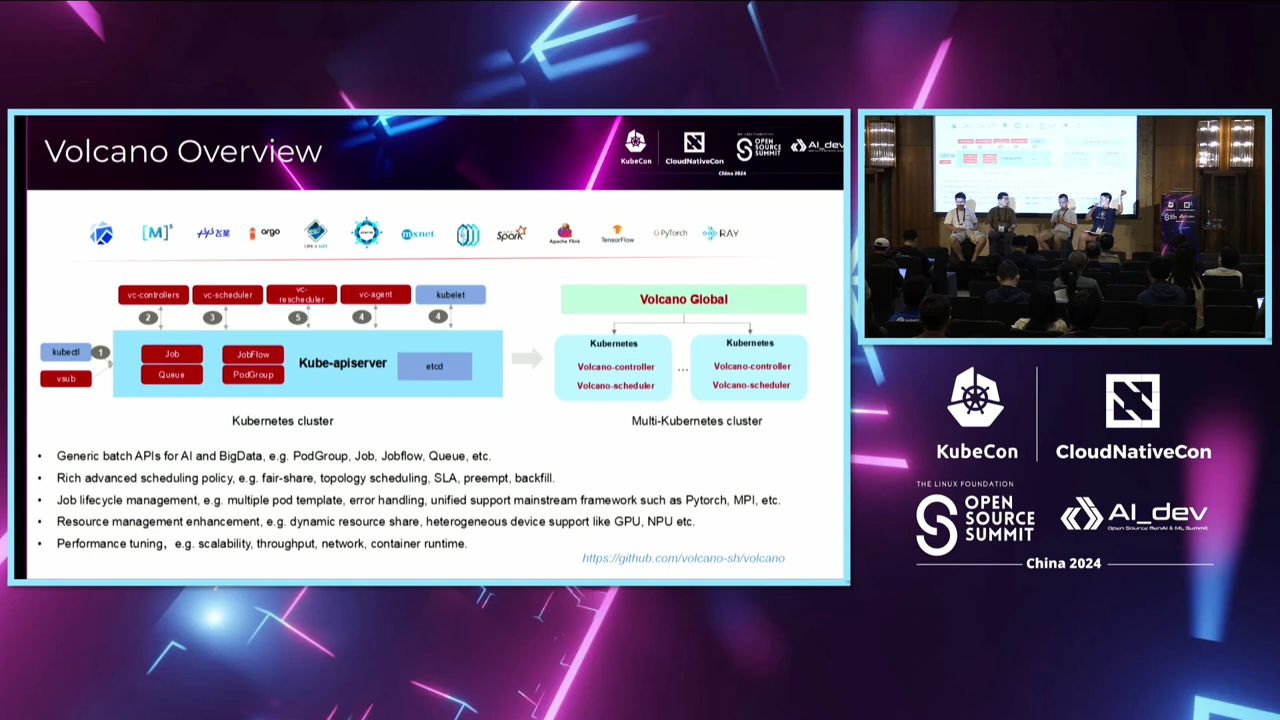 Volcano Overview
KubeCon
CloudNativeCon
THE LINUX FOUNDATION
OPEN
SOURCE
SUMMIT
AI_dev
China 2024
[M]s
飞桨
argo
mxnet
Spark
Apache Flink
TensorFlow
PyTorch
RAY
vc-controllers
vc-scheduler
vc-
rescheduler
vc-agent
kubelet
2
3
5
4
4
kubectl
1
vsub
Job
Queue
JobFlow
PodGroup
Kube-apiserver
etcd
Kubernetes cluster
Volcano Global
Kubernetes
Volcano-controller
Volcano-scheduler
...
Kubernetes
Volcano-controller
Volcano-scheduler
Multi-Kubernetes cluster
• Generic batch APIs for AI and BigData, e.g. PodGroup, Job, Jobflow, Queue, etc.
• Rich advanced scheduling policy, e.g. fair-share, topology scheduling, SLA, preempt, backfill.
• Job lifecycle management, e.g. multiple pod template, error handling, unified support mainstream framework such as Pytorch, MPI, etc.
• Resource management enhancement, e.g. dynamic resource share, heterogeneous device support like GPU, NPU etc.
• Performance tuning，e.g. scalability, throughput, network, container runtime.
https://github.com/volcano-sh/volcano
KubeCon
CloudNativeCon
THE LINUX FOUNDATION
OPEN
SOURCE
SUMMIT
AI_dev
Open Source GenAI & ML Summit
China 2024